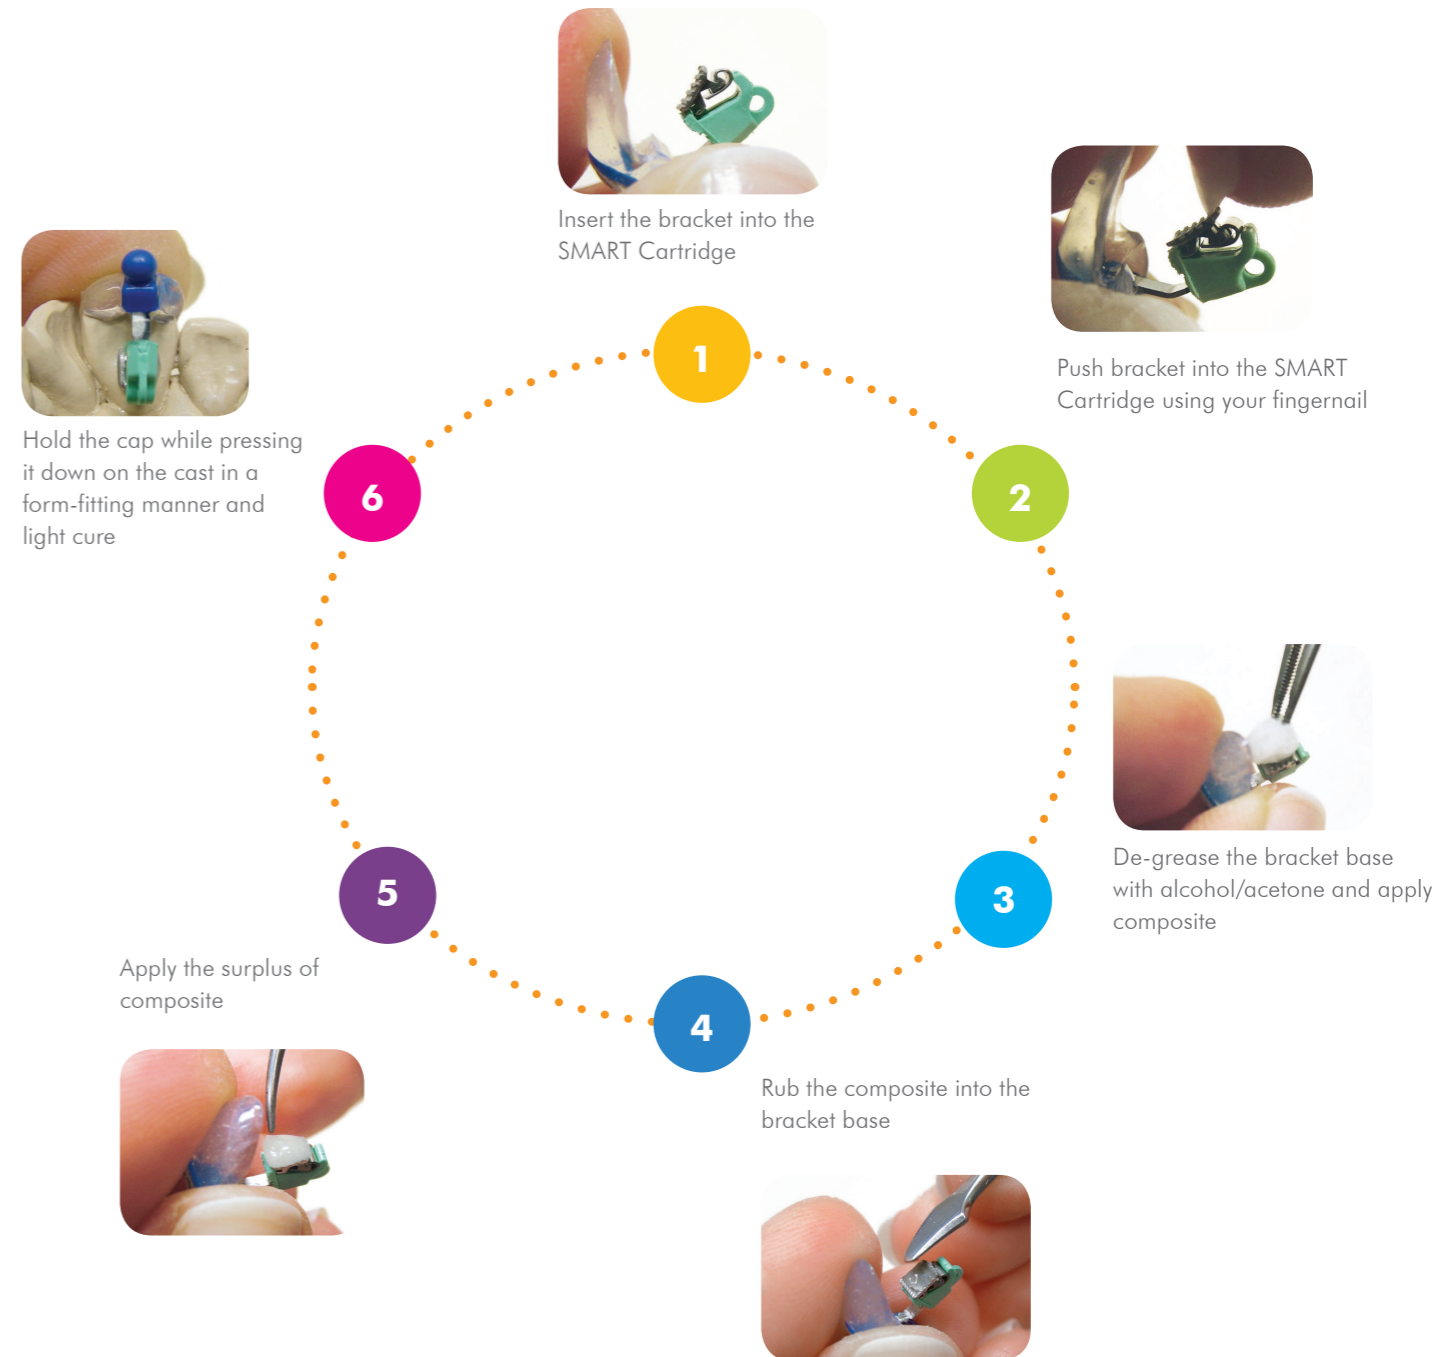 1
Insert the bracket into the
SMART Cartridge
2
Push bracket into the SMART
Cartridge using your fingernail
3
De-grease the bracket base
with alcohol/acetone and apply
composite
4
Rub the composite into the
bracket base
5
Apply the surplus of
composite
6
Hold the cap while pressing
it down on the cast in a
form-fitting manner and
light cure